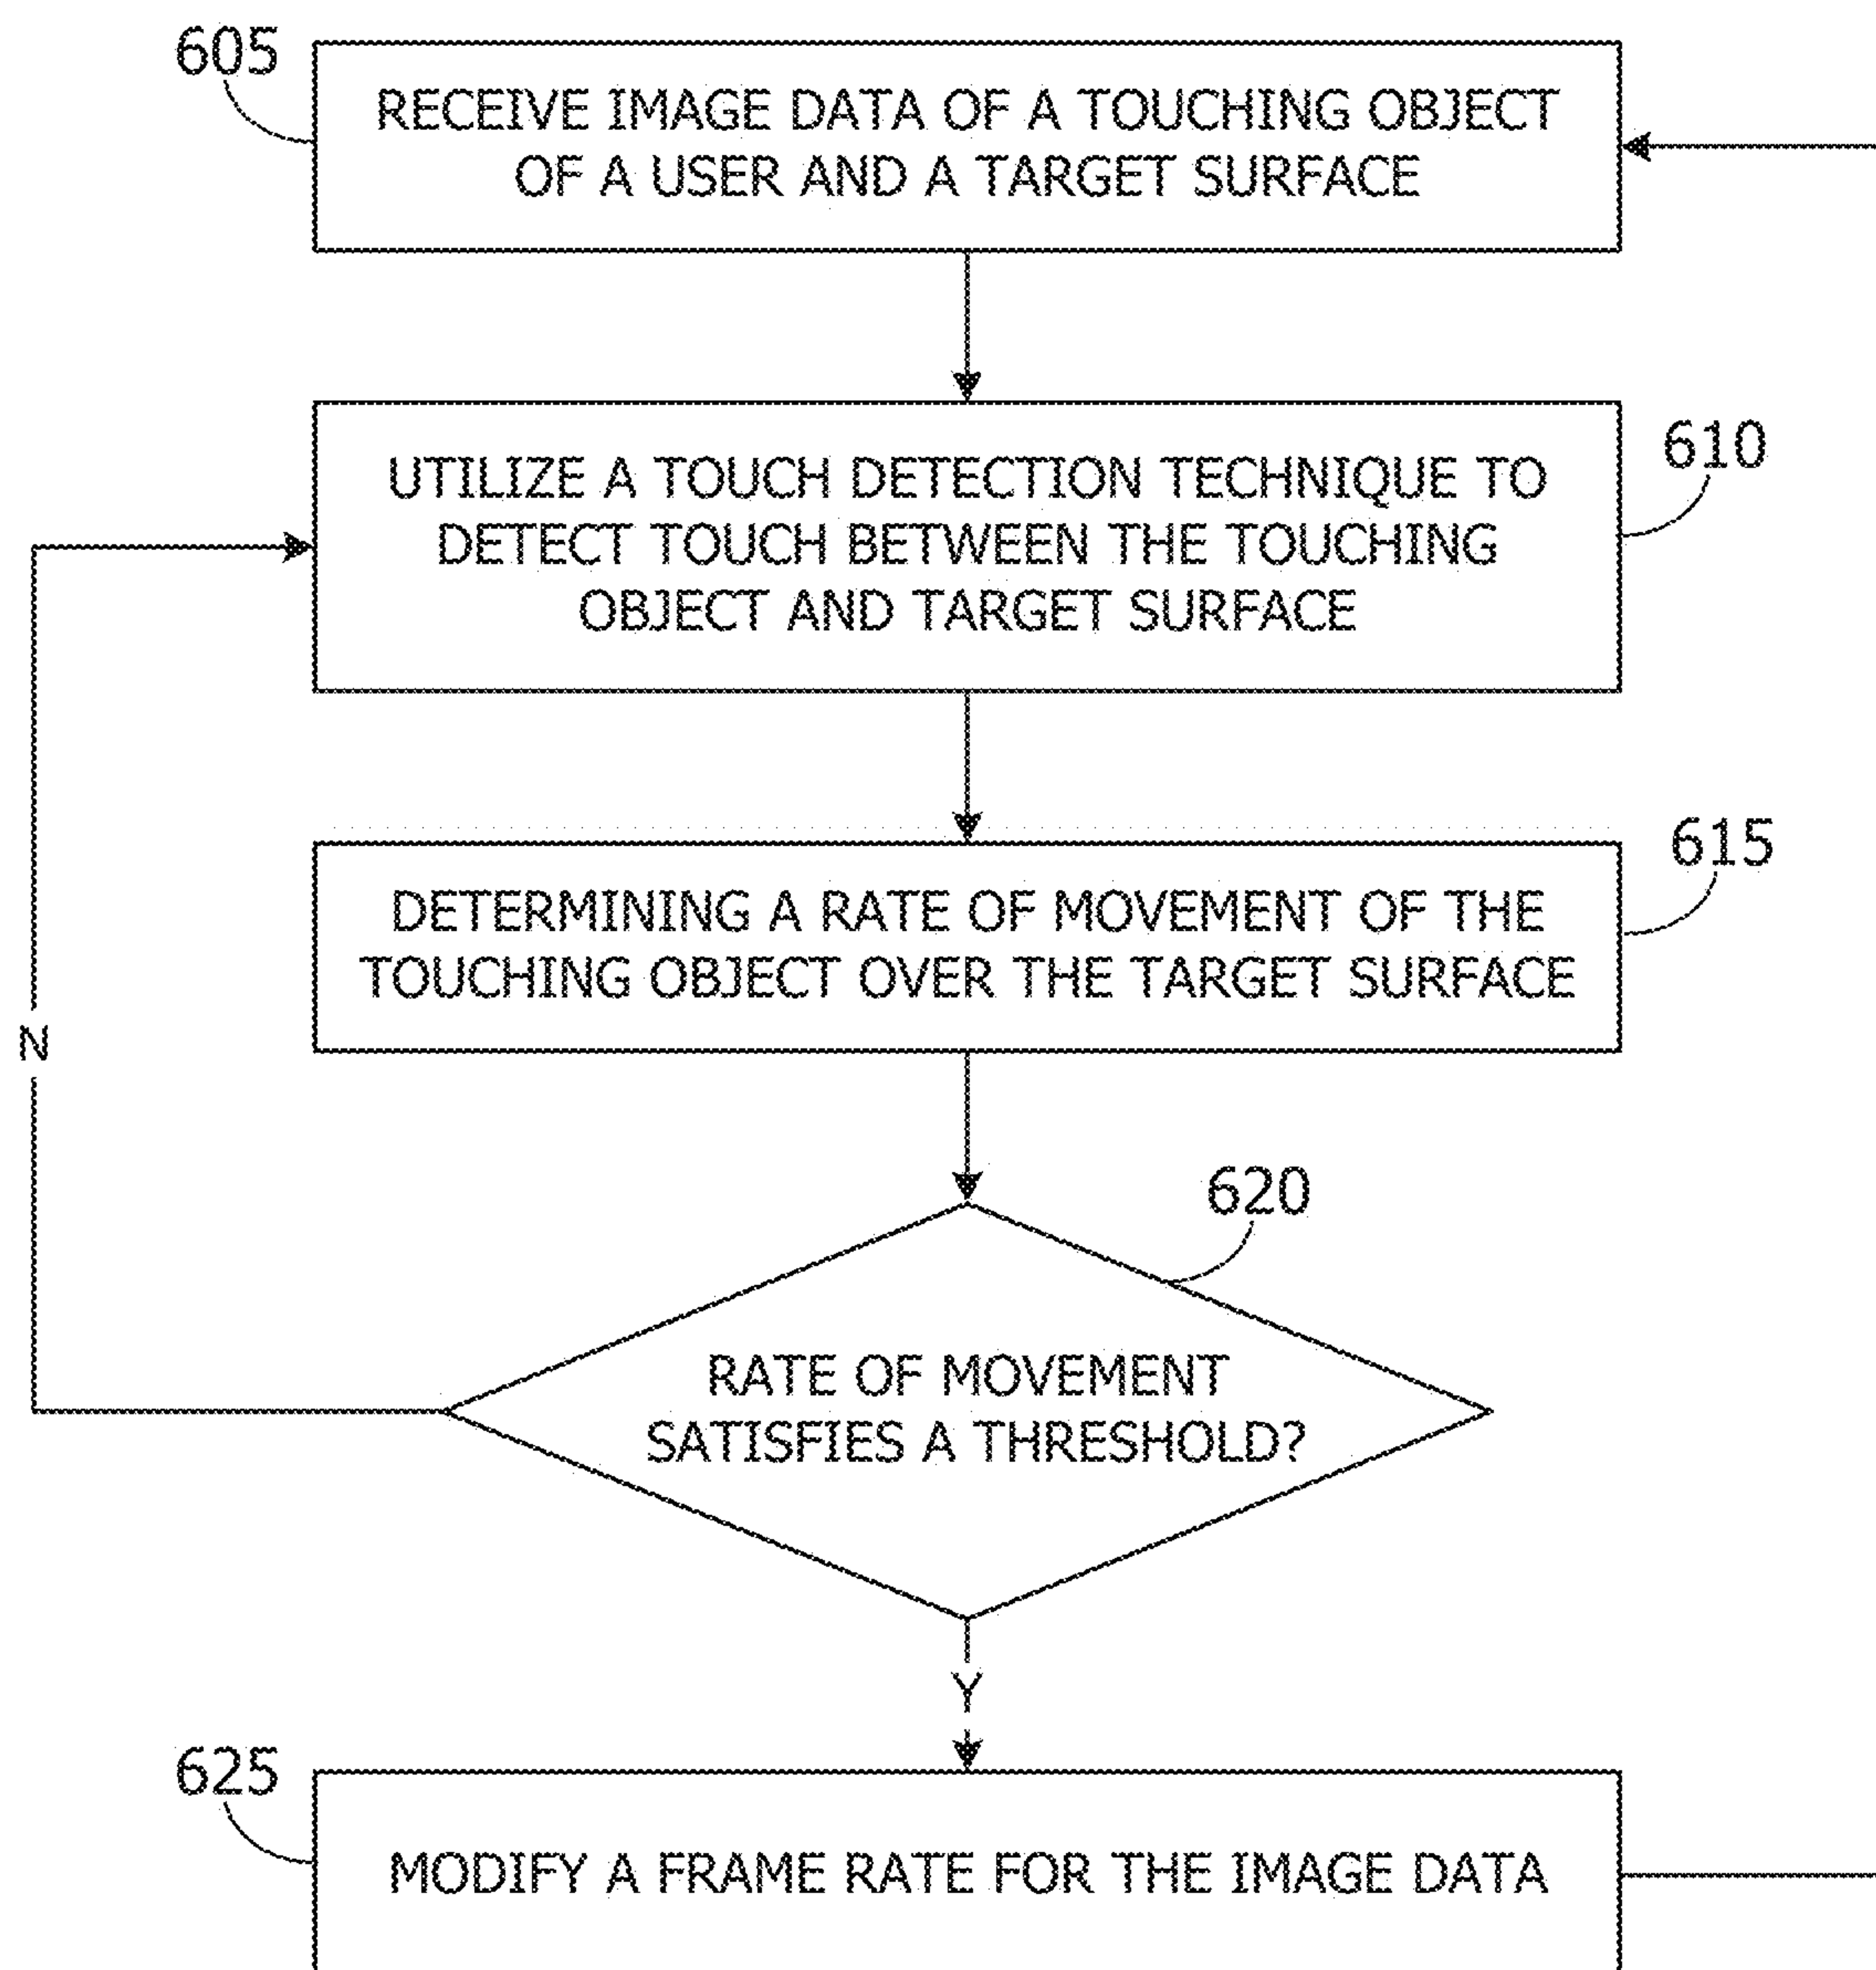 605
RECEIVE IMAGE DATA OF A TOUCHING OBJECT
OF A USER AND A TARGET SURFACE
610
UTILIZE A TOUCH DETECTION TECHNIQUE TO
DETECT TOUCH BETWEEN THE TOUCHING
OBJECT AND TARGET SURFACE
615
DETERMINING A RATE OF MOVEMENT OF THE
TOUCHING OBJECT OVER THE TARGET SURFACE
N
620
RATE OF MOVEMENT
SATISFIES A THRESHOLD?
Y
625
MODIFY A FRAME RATE FOR THE IMAGE DATA